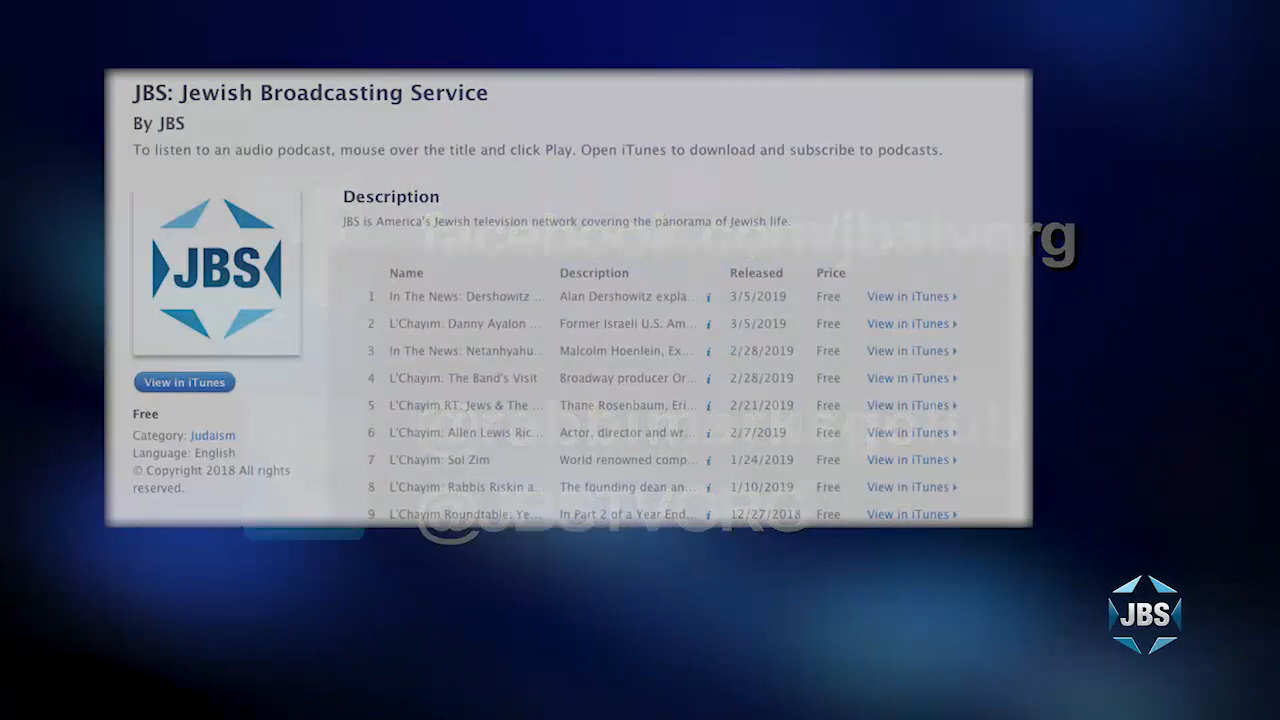 JBS: Jewish Broadcasting Service
By JBS
To listen to an audio podcast, mouse over the title and click Play. Open iTunes to download and subscribe to podcasts.
JBS
Description
JBS is America's Jewish television network covering the panorama of Jewish life.
facebook.com/jbstvorg
Name Description Released Price
1 In The News: Dershowitz ... Alan Dershowitz expla... i 3/5/2019 Free View in iTunes
2 L'Chayim: Danny Ayalon ... Former Israeli U.S. Am... i 3/5/2019 Free View in iTunes
3 In The News: Netanyahu... Malcolm Hoenlein, Ex... i 2/28/2019 Free View in iTunes
4 L'Chayim: The Band's Visit Broadway producer Or... i 2/28/2019 Free View in iTunes
5 L'Chayim RT: Jews & The ... Thane Rosenbaum, Eri... i 2/21/2019 Free View in iTunes
6 L'Chayim: Allen Lewis Ric... Actor, director and wr... i 2/7/2019 Free View in iTunes
7 L'Chayim: Sol Zim World renowned comp... i 1/24/2019 Free View in iTunes
8 L'Chayim: Rabbis Riskin a... The founding dean an... i 1/10/2019 Free View in iTunes
9 L'Chayim Roundtable: Ye... In Part 2 of a Year End... i 12/27/2018 Free View in iTunes
View in iTunes
Free
Category: Judaism
Language: English
© Copyright 2018 All rights
reserved.
@JBSTVORG
JBS